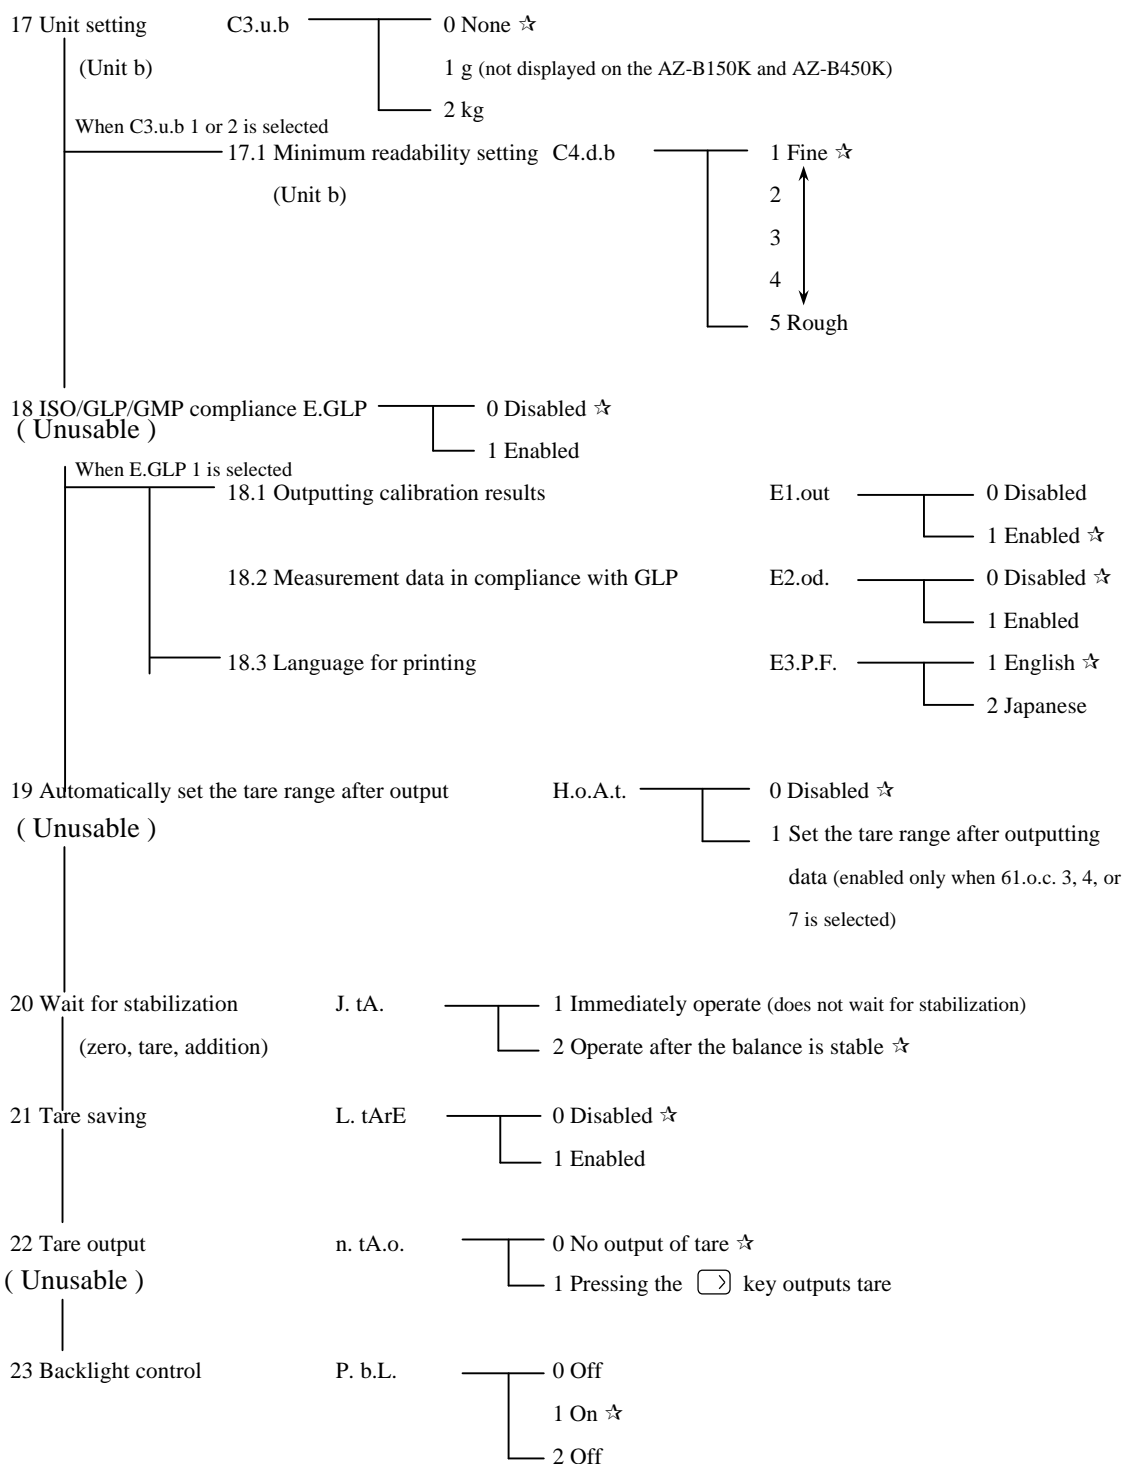 17 Unit setting C3.u.b 0 None ☆
(Unit b) 1 g (not displayed on the AZ-B150K and AZ-B450K)
2 kg
When C3.u.b 1 or 2 is selected
17.1 Minimum readability setting C4.d.b 1 Fine ☆
(Unit b) 2
3
4
5 Rough
18 ISO/GLP/GMP compliance E.GLP 0 Disabled ☆
( Unusable )
1 Enabled
When E.GLP 1 is selected
18.1 Outputting calibration results E1.out 0 Disabled
1 Enabled ☆
18.2 Measurement data in compliance with GLP E2.od. 0 Disabled ☆
1 Enabled
18.3 Language for printing E3.P.F. 1 English ☆
2 Japanese
19 Automatically set the tare range after output H.o.A.t. 0 Disabled ☆
( Unusable ) 1 Set the tare range after outputting
data (enabled only when 61.o.c. 3, 4, or
7 is selected)
20 Wait for stabilization J. tA. 1 Immediately operate (does not wait for stabilization)
(zero, tare, addition) 2 Operate after the balance is stable ☆
21 Tare saving L. tArE 0 Disabled ☆
1 Enabled
22 Tare output n. tA.o. 0 No output of tare ☆
( Unusable ) 1 Pressing the key outputs tare
23 Backlight control P. b.L. 0 Off
1 On ☆
2 Off